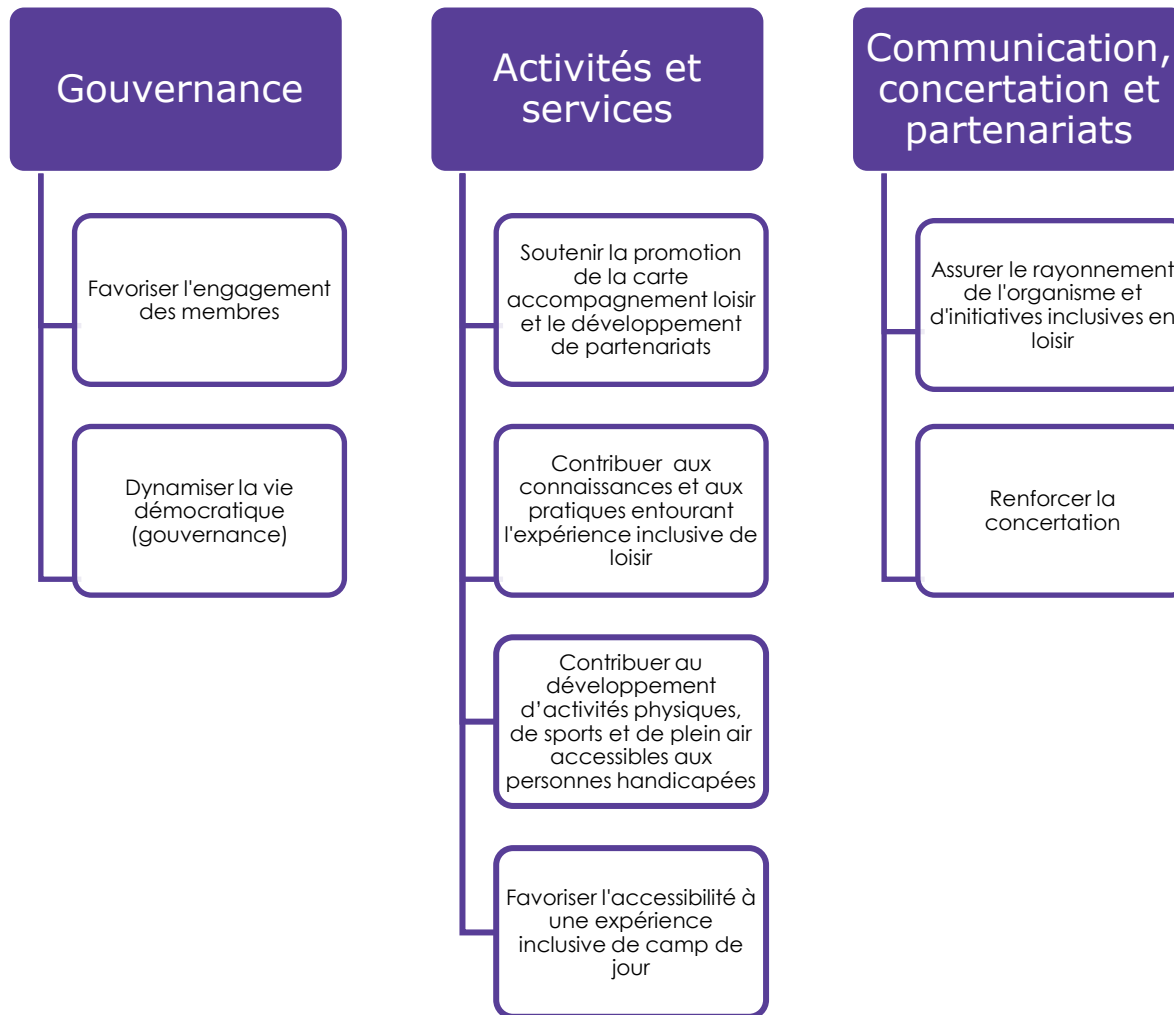 Gouvernance
Favoriser l'engagement
des membres
Dynamiser la vie
démocratique
(gouvernance)
Activités et
services
Soutenir la promotion
de la carte
accompagnement loisir
et le développement
de partenariats
Contribuer  aux
connaissances et aux
pratiques entourant
l'expérience inclusive de
loisir
Contribuer au
développement
d’activités physiques,
de sports et de plein air
accessibles aux
personnes handicapées
Favoriser l'accessibilité à
une expérience
inclusive de camp de
jour
Communication,
concertation et
partenariats
Assurer le rayonnement
de l'organisme et
d'initiatives inclusives en
loisir
Renforcer la
concertation